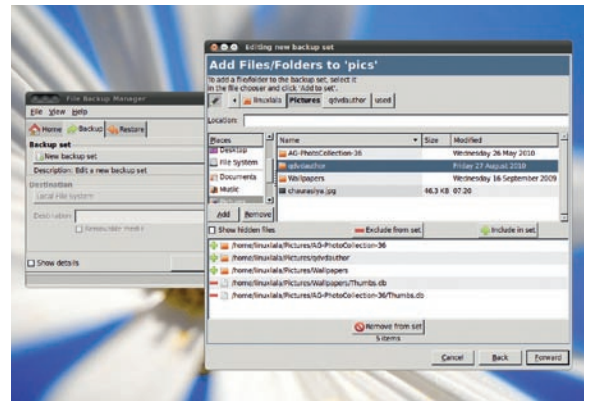 File Backup Manager
File View Help
Home Backup Restore
Backup set
New backup set
Description: Edit a new backup set
Destination
Local File System
Destination
Removable media
Show details
Editing new backup set
Add Files/Folders to 'pics'
To add a file/folder to the backup set, select it
in the file chooser and click 'Add to set'.
linuxlala Pictures qdvdauthor used
Location:
Places
Desktop
File System
Documents
Music
Pictures
Add Remove
Name Size Modified
AG-PhotoCollection-36 Wednesday 26 May 2010
qdvdauthor Friday 27 August 2010
Wallpapers Wednesday 16 September 2009
chaurasiya.jpg 46.3 KB 07:20
Show hidden files Exclude from set Include in set
/home/linuxlala/Pictures/AG-PhotoCollection-36
/home/linuxlala/Pictures/qdvdauthor
/home/linuxlala/Pictures/Wallpapers
/home/linuxlala/Pictures/Wallpapers/Thumbs.db
/home/linuxlala/Pictures/AG-PhotoCollection-36/Thumbs.db
Remove from set
5 items
Cancel Back Forward